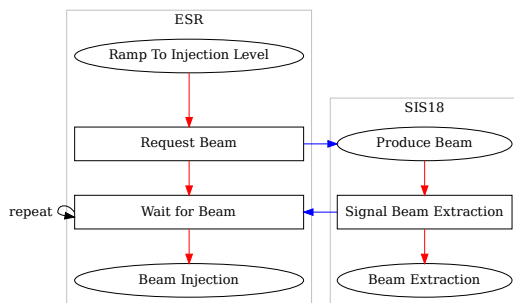 ESR
Ramp To Injection Level
SIS18
Request Beam
Produce Beam
repeat
Wait for Beam
Signal Beam Extraction
Beam Injection
Beam Extraction